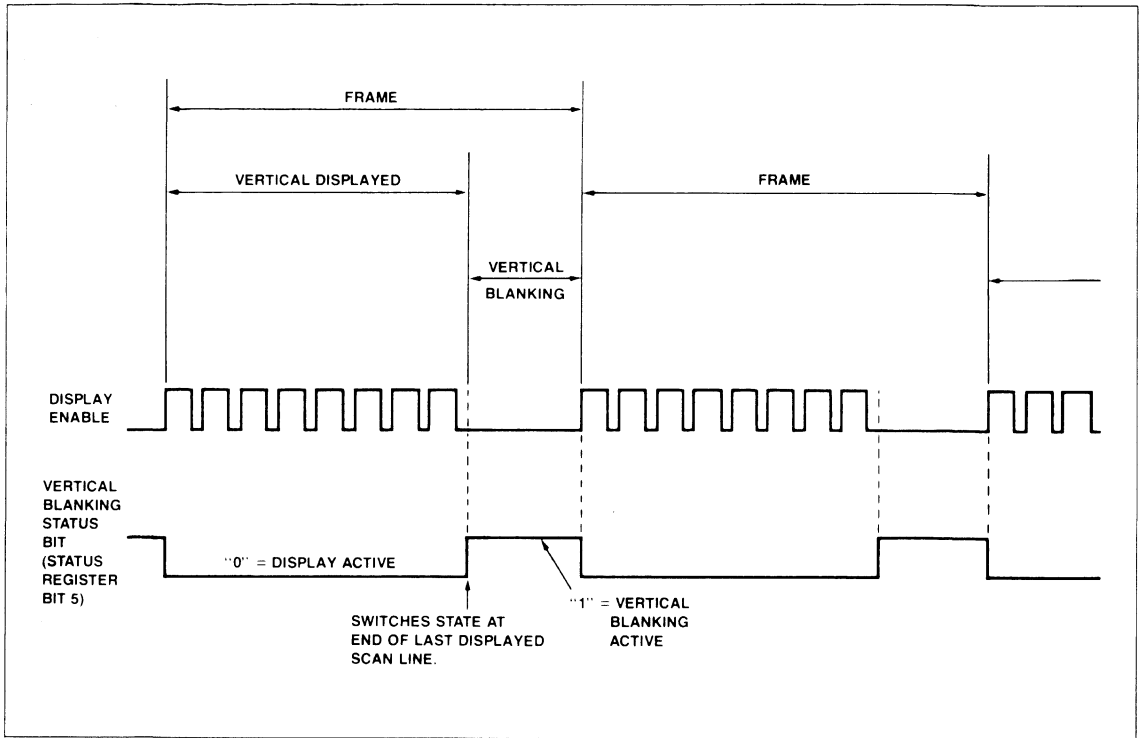 FRAME
VERTICAL DISPLAYED
FRAME
VERTICAL
BLANKING
DISPLAY
ENABLE
VERTICAL
BLANKING
STATUS
BIT
(STATUS
REGISTER
BIT 5)
"0" = DISPLAY ACTIVE
SWITCHES STATE AT
END OF LAST DISPLAYED
SCAN LINE.
"1" = VERTICAL
BLANKING
ACTIVE